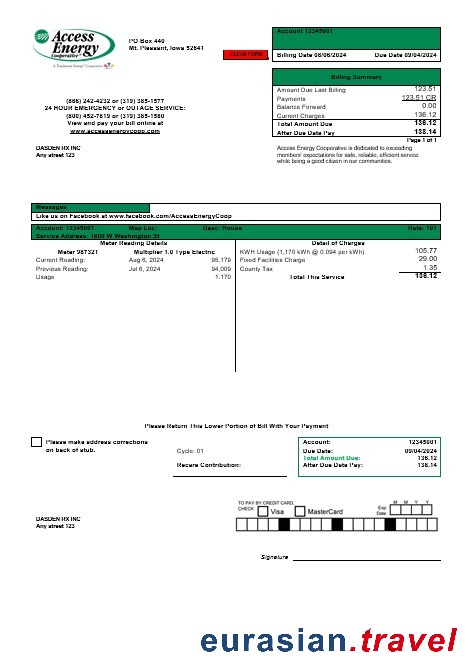 Access
Energy
Cooperative
A Touchstone Energy® Cooperative
PO Box 440
Mt. Pleasant, Iowa 52641
CLEAR FORM
Account 12345001
Billing Date 08/06/2024 Due Date 09/04/2024
Billing Summary
Amount Due Last Billing 123.51
Payments 123.51 CR
Balance Forward 0.00
Current Charges 136.12
Total Amount Due 136.12
After Due Date Pay 138.14
Page 1 of 1
(866) 242-4232 or (319) 385-1577
24 HOUR EMERGENCY or OUTAGE SERVICE:
(800) 452-7819 or (319) 385-1580
View and pay your bill online at
www.accessenergycoop.com
DASDEN RX INC
Any street 123
Access Energy Cooperative is dedicated to exceeding
members' expectations for safe, reliable, efficient service
while being a good citizen in our communities.
Messages
Like us on Facebook at www.facebook.com/AccessEnergyCoop
Account: 12345001 Map Loc: Desc: House Rate: 101
Service Address: 1800 W Washington St
Meter Reading Details
Meter 987321 Multiplier 1.0 Type Electric
Current Reading: Aug 6, 2024 95,179
Previous Reading: Jul 6, 2024 94,009
Usage 1,170
Detail of Charges
KWH Usage (1,170 kWh @ 0.094 per kWh) 105.77
Fixed Facilities Charge 29.00
County Tax 1.35
Total This Service 136.12
Please Return This Lower Portion of Bill With Your Payment
Please make address corrections
on back of stub.
Cycle: 01
Recare Contribution:
Account: 12345001
Due Date: 09/04/2024
Total Amount Due: 136.12
After Due Date Pay: 138.14
TO PAY BY CREDIT CARD,
CHECK: Visa MasterCard
Exp.
Date:
M M Y Y
DASDEN RX INC
Any street 123
Signature
eurasian.travel